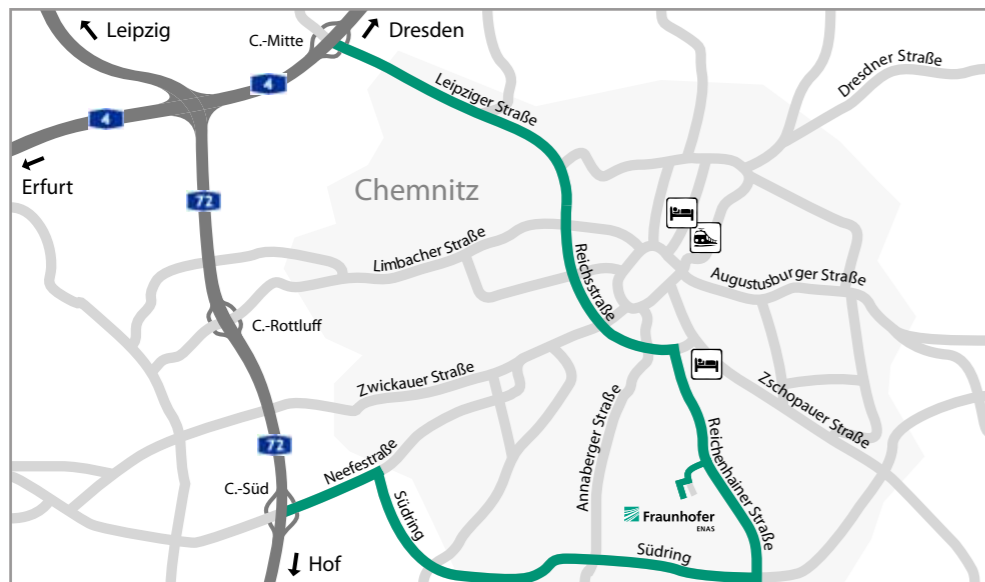 Leipzig
C.-Mitte
Dresden
4
4
Leipziger Straße
Dresdner Straße
Erfurt
72
Chemnitz
Limbacher Straße
Reichsstraße
Augustusburger Straße
C.-Rottluff
Zwickauer Straße
Zschopauer Straße
72
Neefestraße
Annaberger Straße
Reichenhainer Straße
C.-Süd
Südring
Fraunhofer
ENAS
Südring
Hof